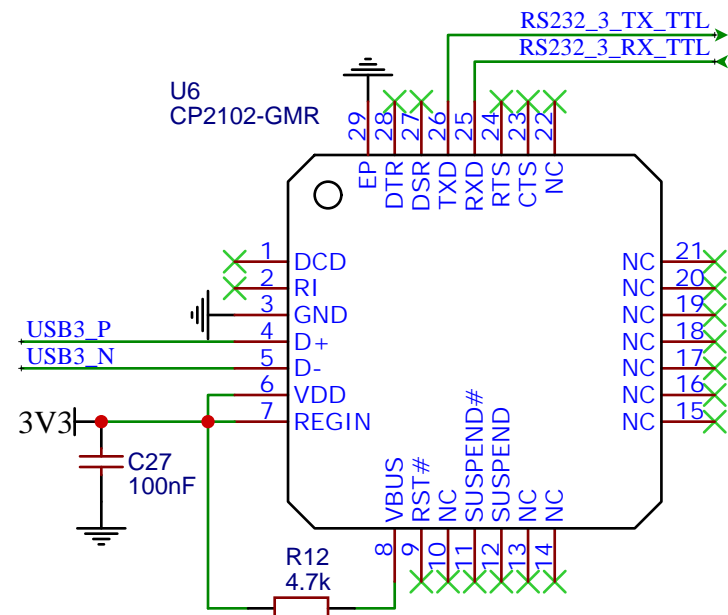 RS232_3_TX_TTL
RS232_3_RX_TTL
U6
CP2102-GMR
29 28 27 26 25 24 23 22
EP DTR DSR TXD RXD RTS CTS NC
1 DCD
2 RI
3 GND
USB3_P 4 D+
USB3_N 5 D-
6 VDD
3V3 7 REGIN
NC 21
NC 20
NC 19
NC 18
NC 17
NC 16
NC 15
C27
100nF
VBUS RST# NC SUSPEND# SUSPEND NC NC
8 9 10 11 12 13 14
R12
4.7k